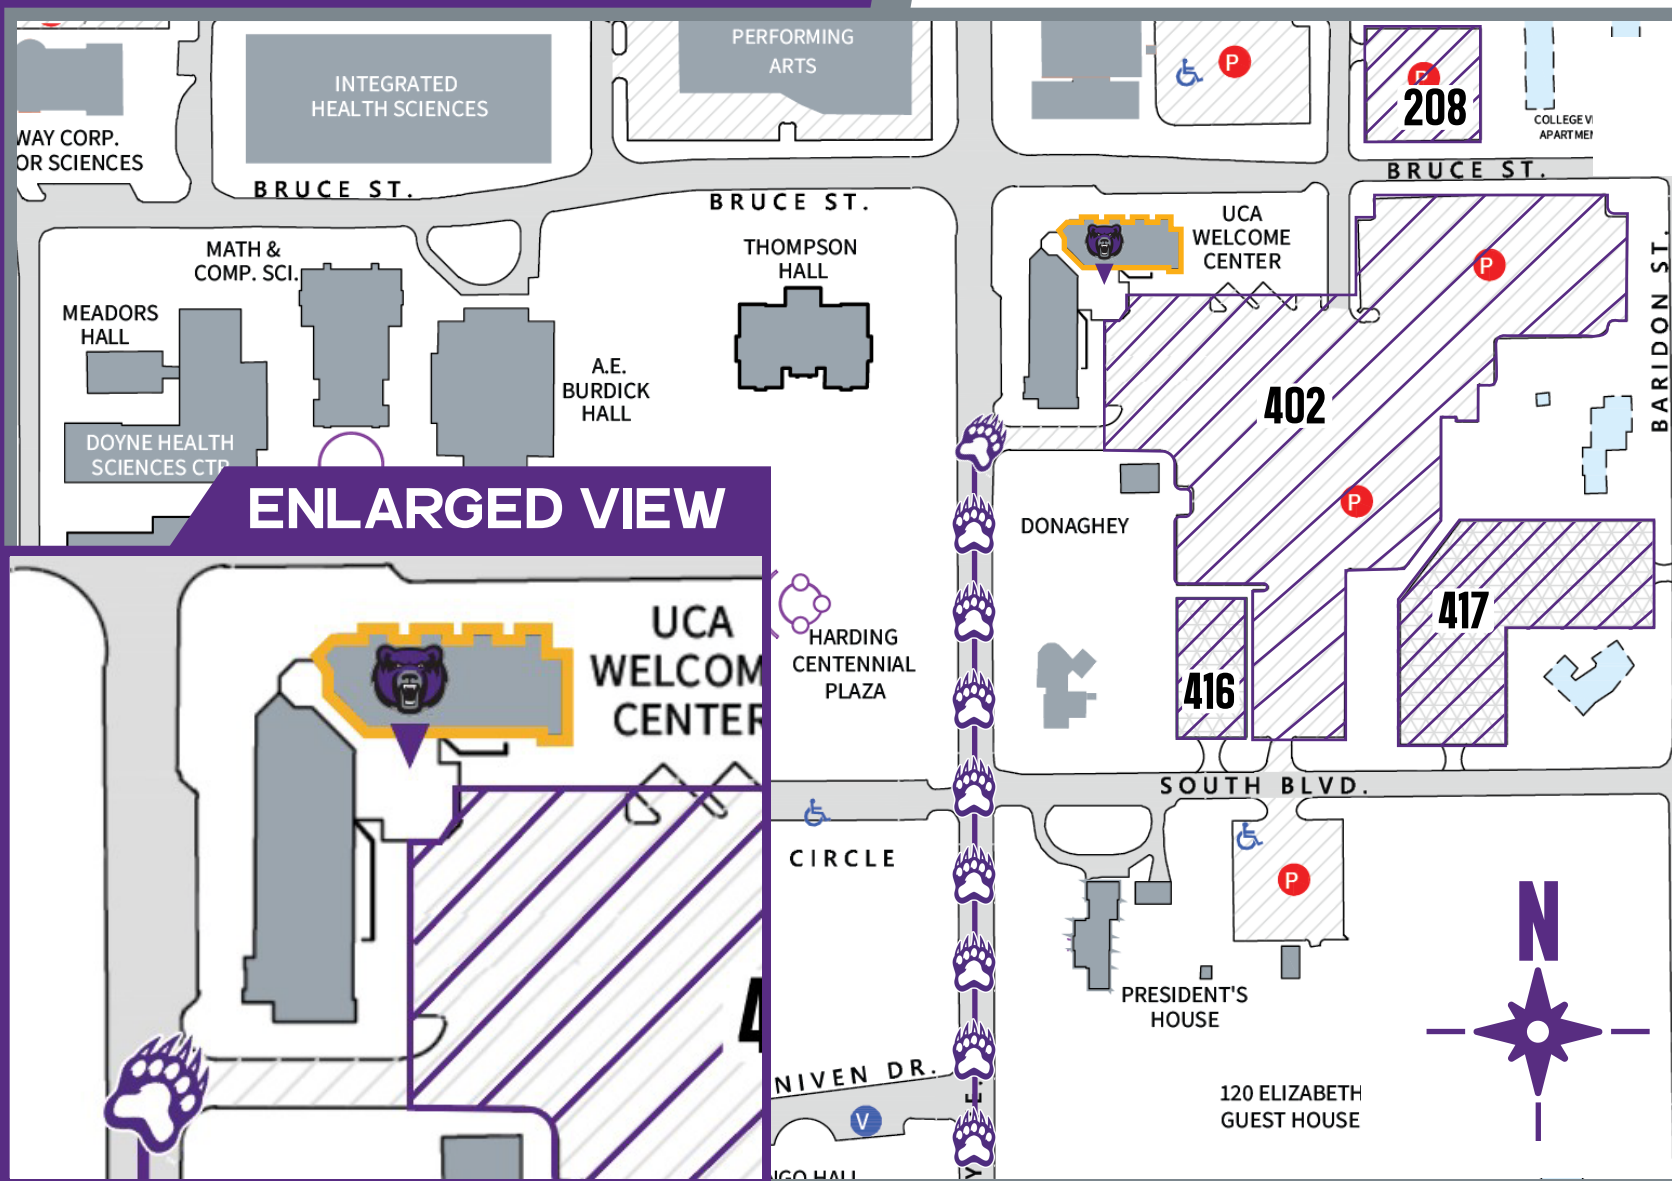 PERFORMING
ARTS
INTEGRATED
HEALTH SCIENCES
P
P
208
COLLEGE
WAY CORP.
OR SCIENCES
BRUCE ST.
BRUCE ST.
BRUCE ST.
UCA
WELCOME
CENTER
MATH &
COMP. SCI.
THOMPSON
HALL
P
BARIDON ST.
MEADORS
HALL
A.E.
BURDICK
HALL
402
DOYNE HEALTH
SCIENCES CTR
ENLARGED VIEW
P
DONAGHEY
417
416
HARDING
CENTENNIAL
PLAZA
UCA
WELCOM
CENTER
SOUTH BLVD.
CIRCLE
P
N
PRESIDENT'S
HOUSE
NIVEN DR.
V
120 ELIZABETH
GUEST HOUSE
HALL